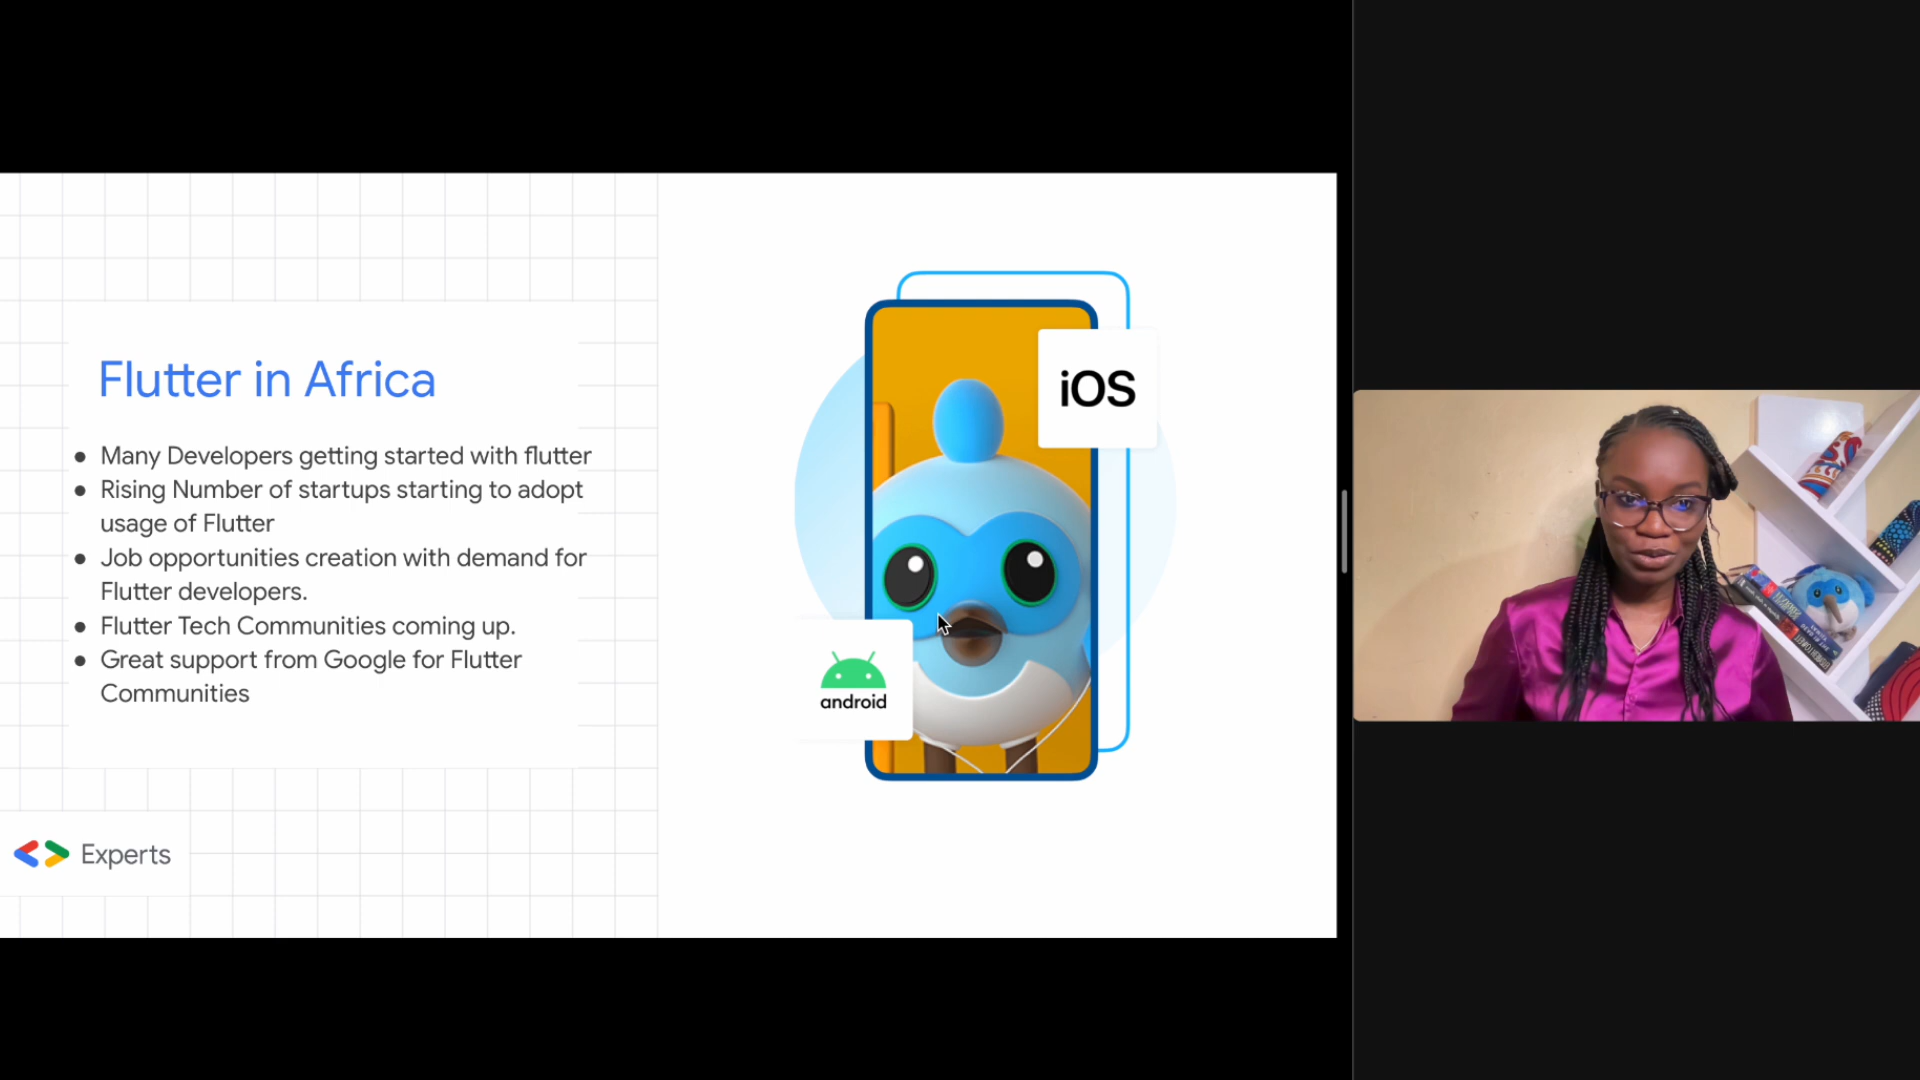 Flutter in Africa
● Many Developers getting started with flutter
● Rising Number of startups starting to adopt
usage of Flutter
● Job opportunities creation with demand for
Flutter developers.
● Flutter Tech Communities coming up.
● Great support from Google for Flutter
Communities
iOS
android
Experts